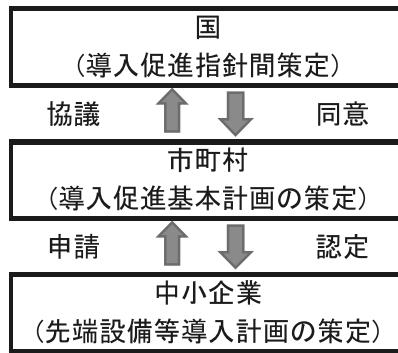 国
（導入促進指針間策定）
協議 同意
市町村
（導入促進基本計画の策定）
申請 認定
中小企業
（先端設備等導入計画の策定）